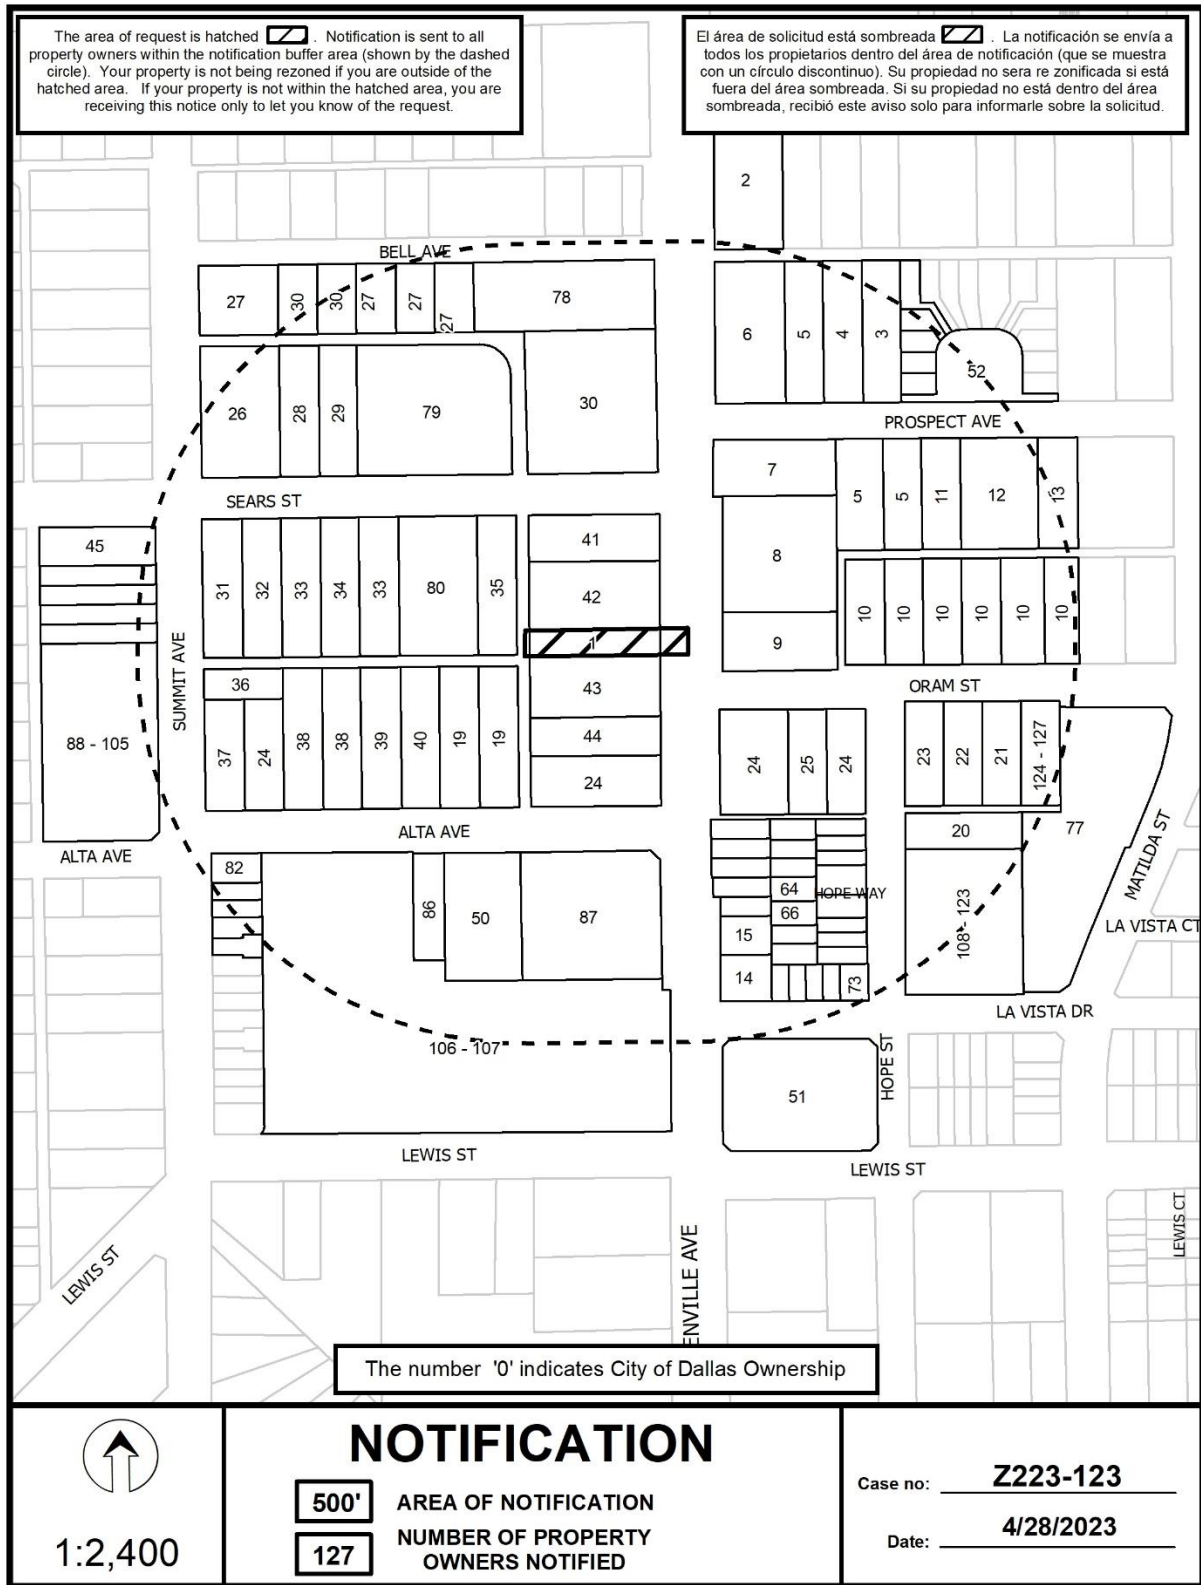 The area of request is hatched . Notification is sent to all
property owners within the notification buffer area (shown by the dashed
circle). Your property is not being rezoned if you are outside of the
hatched area. If your property is not within the hatched area, you are
receiving this notice only to let you know of the request.
El área de solicitud está sombreada . La notificación se envía a
todos los propietarios dentro del área de notificación (que se muestra
con un círculo discontinuo). Su propiedad no sera re zonificada si está
fuera del área sombreada. Si su propiedad no está dentro del área
sombreada, recibió este aviso solo para informarle sobre la solicitud.
2
BELL AVE
27
30
30
27
27
27
78
6
5
4
3
52
26
28
29
79
30
PROSPECT AVE
SEARS ST
7
5
5
11
12
13
45
31
32
33
34
33
80
35
41
42
8
10
10
10
10
10
10
1
9
SUMMIT AVE
36
43
ORAM ST
88 - 105
37
24
38
38
39
40
19
19
44
24
24
25
24
23
22
21
124 - 127
ALTA AVE
ALTA AVE
20
77
MATILDA ST
82
86
50
87
64
HOPE WAY
66
15
14
73
108 - 123
LA VISTA CT
LA VISTA DR
106 - 107
51
HOPE ST
LEWIS ST
LEWIS ST
LEWIS ST
ENVILLE AVE
LEWIS CT
The number '0' indicates City of Dallas Ownership
1:2,400
NOTIFICATION
500' AREA OF NOTIFICATION
127 NUMBER OF PROPERTY
OWNERS NOTIFIED
Case no: Z223-123
Date: 4/28/2023